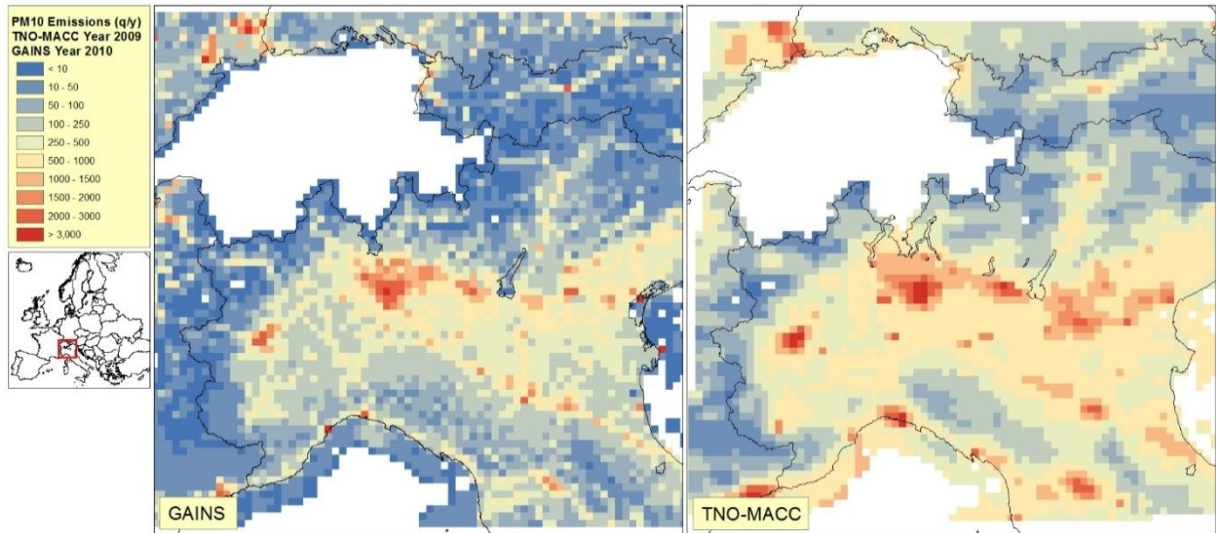 PM10 Emissions (q/y)
TNO-MACC Year 2009
GAINS Year 2010
< 10
10 - 50
50 - 100
100 - 250
250 - 500
500 - 1000
1000 - 1500
1500 - 2000
2000 - 3000
> 3,000
GAINS
TNO-MACC